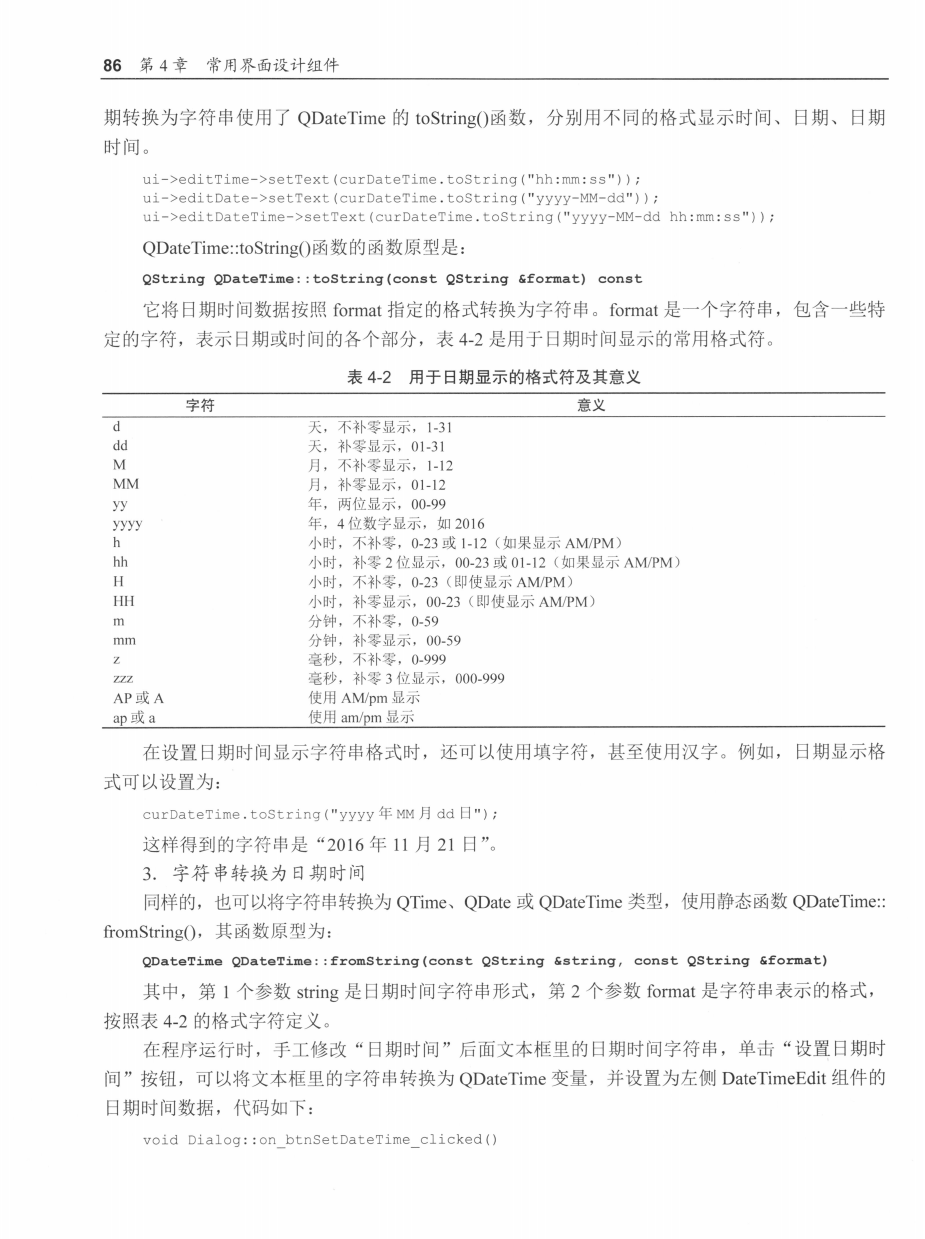 86 第 4 章 常用界面设计组件
期转换为字符串使用了 QDateTime 的 toString()函数，分别用不同的格式显示时间、日期、日期
时间。
ui->editTime->setText(curDateTime.toString("hh:mm:ss"));
ui->editDate->setText(curDateTime.toString("yyyy-MM-dd"));
ui->editDateTime->setText(curDateTime.toString("yyyy-MM-dd hh:mm:ss"));
QDateTime::toString()函数的函数原型是：
QString QDateTime::toString(const QString &format) const
它将日期时间数据按照 format 指定的格式转换为字符串。format 是一个字符串，包含一些特
定的字符，表示日期或时间的各个部分，表 4-2 是用于日期时间显示的常用格式符。
表 4-2 用于日期显示的格式符及其意义
字符 意义
d 天，不补零显示，1-31
dd 天，补零显示，01-31
M 月，不补零显示，1-12
MM 月，补零显示，01-12
yy 年，两位显示，00-99
yyyy 年，4 位数字显示，如 2016
h 小时，不补零，0-23 或 1-12（如果显示 AM/PM）
hh 小时，补零 2 位显示，00-23 或 01-12（如果显示 AM/PM）
H 小时，不补零，0-23（即使显示 AM/PM）
HH 小时，补零显示，00-23（即使显示 AM/PM）
m 分钟，不补零，0-59
mm 分钟，补零显示，00-59
z 毫秒，不补零，0-999
zzz 毫秒，补零 3 位显示，000-999
AP 或 A 使用 AM/pm 显示
ap 或 a 使用 am/pm 显示
在设置日期时间显示字符串格式时，还可以使用填字符，甚至使用汉字。例如，日期显示格
式可以设置为：
curDateTime.toString("yyyy 年 MM 月 dd 日");
这样得到的字符串是“2016 年 11 月 21 日”。
3．字符串转换为日期时间
同样的，也可以将字符串转换为 QTime、QDate 或 QDateTime 类型，使用静态函数 QDateTime::
fromString()，其函数原型为：
QDateTime QDateTime::fromString(const QString &string, const QString &format)
其中，第 1 个参数 string 是日期时间字符串形式，第 2 个参数 format 是字符串表示的格式，
按照表 4-2 的格式字符定义。
在程序运行时，手工修改“日期时间”后面文本框里的日期时间字符串，单击“设置日期时
间”按钮，可以将文本框里的字符串转换为 QDateTime 变量，并设置为左侧 DateTimeEdit 组件的
日期时间数据，代码如下：
void Dialog::on_btnSetDateTime_clicked()